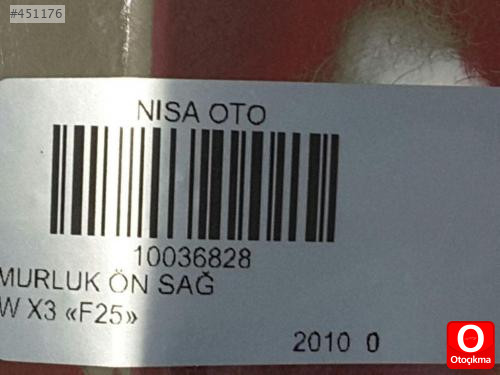 #451176
NISA OTO
10036828
MURLUK ÖN SAĞ
W X3 «F25»
2010 0
O
Otoçıkma